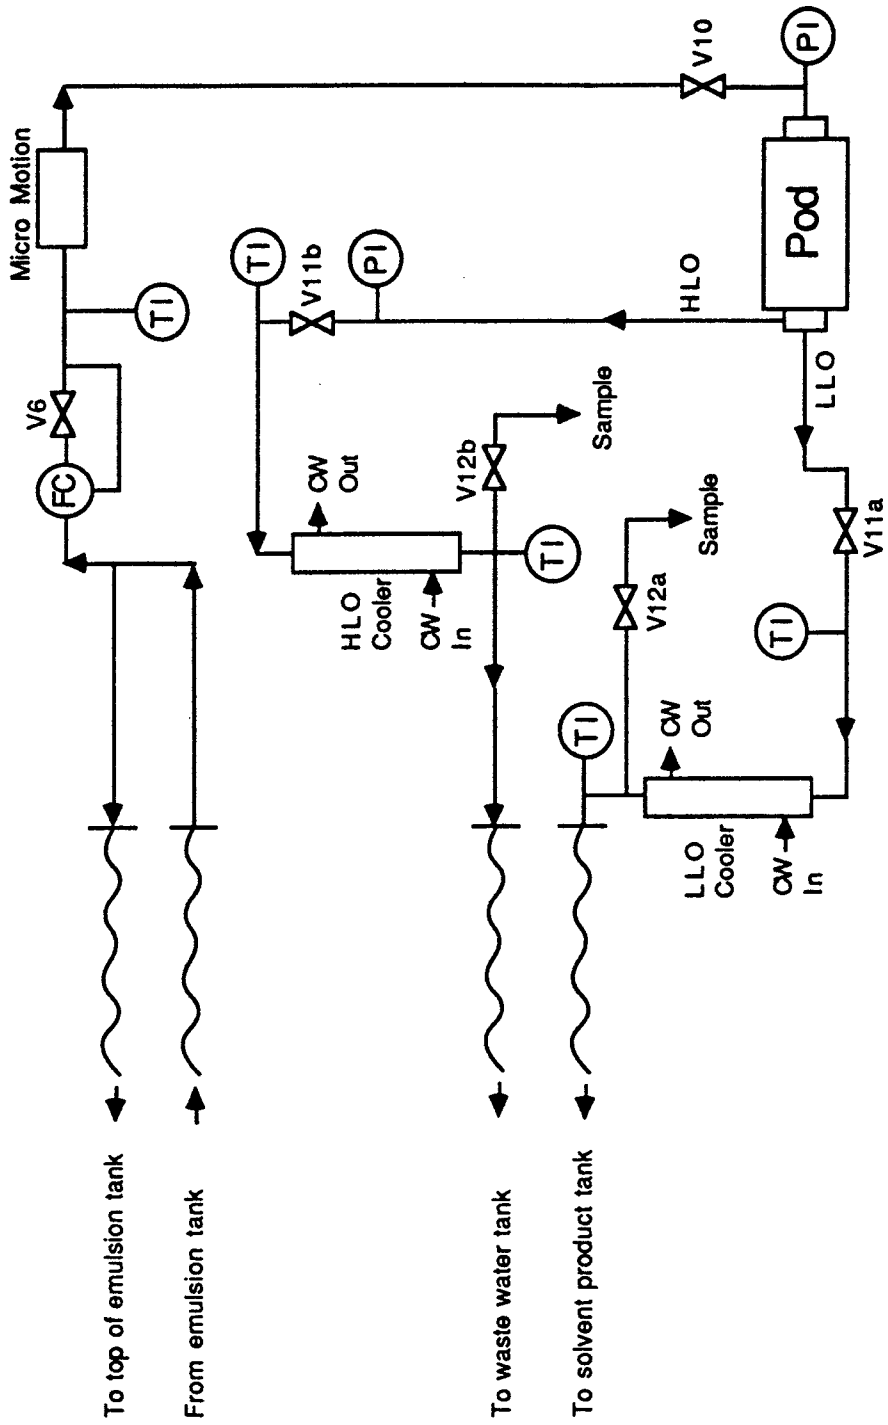 To top of emulsion tank
From emulsion tank
To waste water tank
To solvent product tank
FC
V6
TI
Micro Motion
TI
V11b
PI
V10
PI
HLO
Cooler
CW
Out
CW
In
V12b
Sample
TI
HLO
Pod
LLO
TI
V12a
Sample
LLO
Cooler
CW
Out
CW
In
TI
V11a